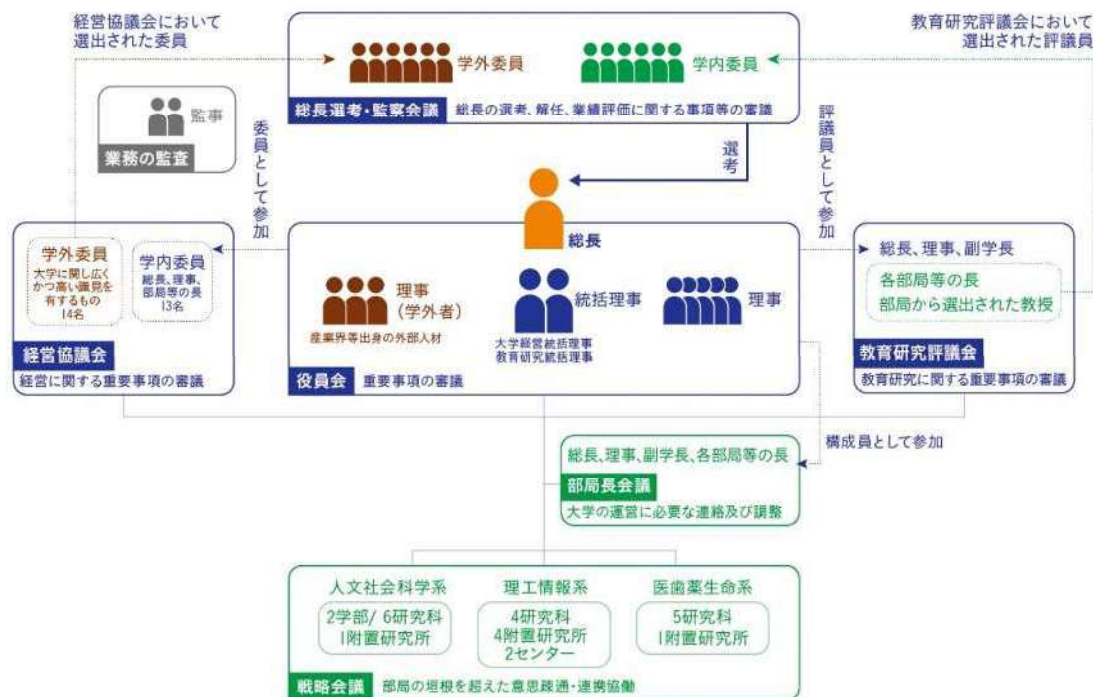 経営協議会において
選出された委員
教育研究評議会において
選出された評議員
学外委員
学内委員
総長選考・監察会議
総長の選考、解任、業績評価に関する事項等の審議
監事
業務の監査
委員として参加
選考
評議員として参加
総長
学外委員
大学に関し広く
かつ高い識見を
有するもの
14名
学内委員
総長、理事、
部局等の長
13名
経営協議会
経営に関する重要事項の審議
理事
(学外者)
産業界等出身の外部人材
統括理事
大学経営統括理事
教育研究統括理事
理事
役員会
重要事項の審議
総長、理事、副学長
各部局等の長
部局から選出された教授
教育研究評議会
教育研究に関する重要事項の審議
構成員として参加
総長、理事、副学長、各部局等の長
部局長会議
大学の運営に必要な連絡及び調整
人文社会科学系
2学部/6研究科
1附置研究所
理工情報系
4研究科
4附置研究所
2センター
医歯薬生命系
5研究科
1附置研究所
戦略会議
部局の垣根を超えた意思疎通・連携協働